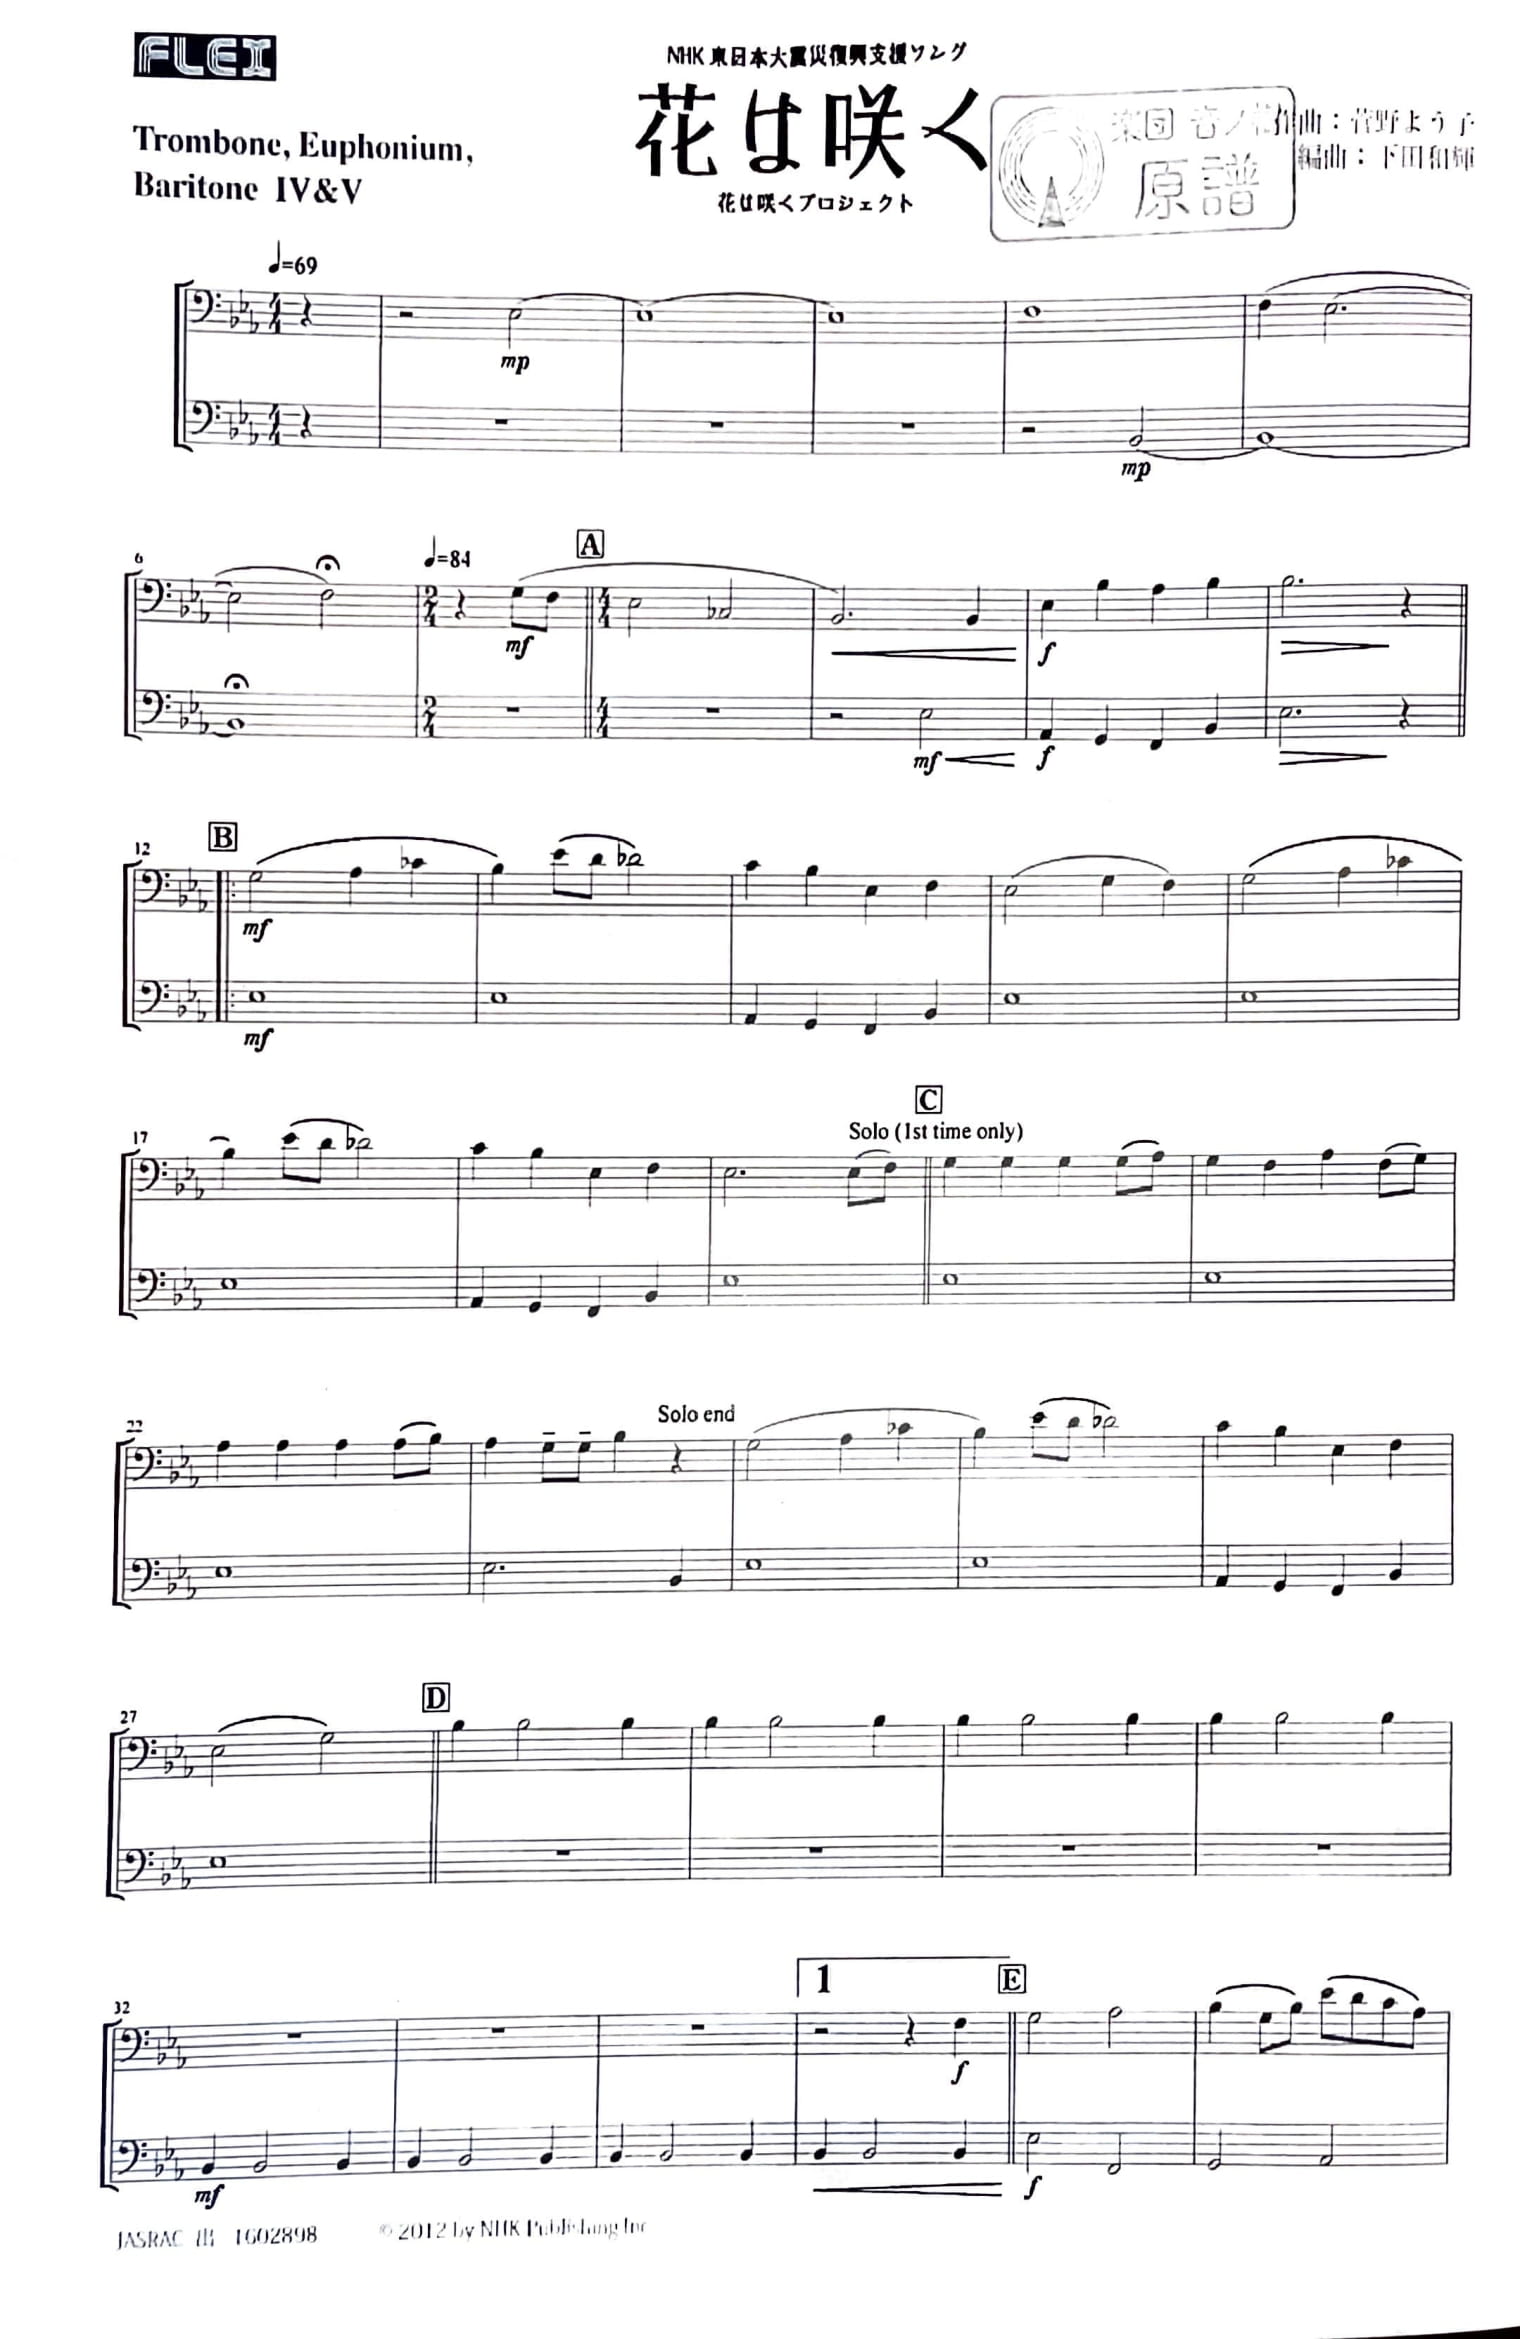 FLEX
NHK 東日本大震災復興支援ソング
花は咲く
花は咲くプロジェクト
Trombone, Euphonium,
Baritone IV&V
楽団 音ノ
原譜
作曲：菅野よう子
編曲：下田和輝
♩=69
mp
mp
6
♩=84
A
mf
f
mf
f
12
B
mf
mf
17
C
Solo (1st time only)
22
Solo end
27
D
32
1
E
f
mf
f
JASRAC 出 1602898
© 2012 by NHK Publishing Inc